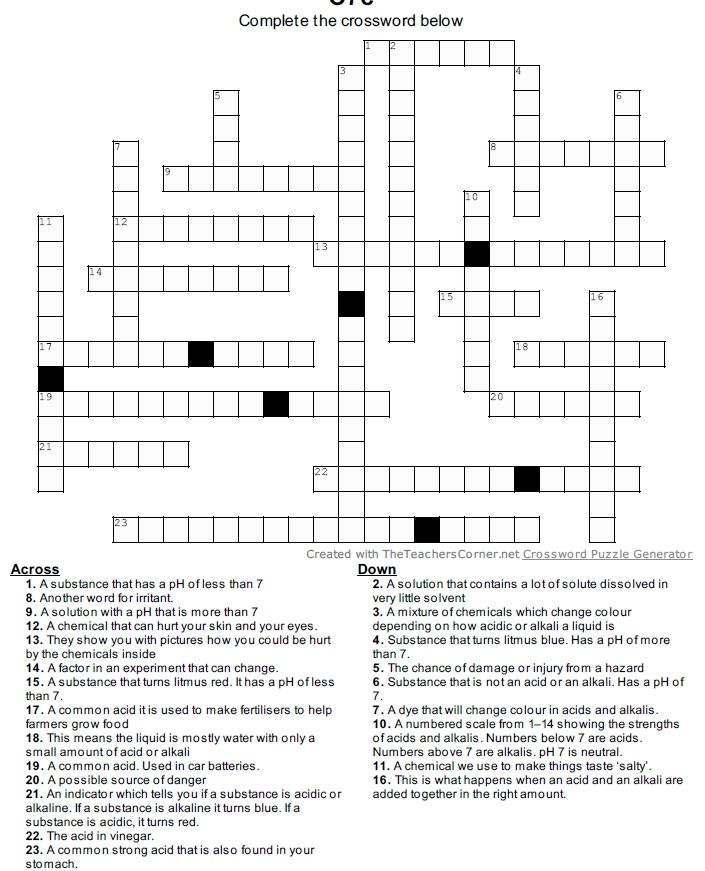 Complete the crossword below
1 2
3 4
5 6
7 8
9
10
11 12
13
14
15 16
17 18
19 20
21
22
23
Created with TheTeachersCorner.net Crossword Puzzle Generator
Across
1. A substance that has a pH of less than 7
8. Another word for irritant.
9. A solution with a pH that is more than 7
12. A chemical that can hurt your skin and your eyes.
13. They show you with pictures how you could be hurt
by the chemicals inside
14. A factor in an experiment that can change.
15. A substance that turns litmus red. It has a pH of less
than 7.
17. A common acid it is used to make fertilisers to help
farmers grow food
18. This means the liquid is mostly water with only a
small amount of acid or alkali
19. A common acid. Used in car batteries.
20. A possible source of danger
21. An indicator which tells you if a substance is acidic or
alkaline. If a substance is alkaline it turns blue. If a
substance is acidic, it turns red.
22. The acid in vinegar.
23. A common strong acid that is also found in your
stomach.
Down
2. A solution that contains a lot of solute dissolved in
very little solvent
3. A mixture of chemicals which change colour
depending on how acidic or alkali a liquid is
4. Substance that turns litmus blue. Has a pH of more
than 7.
5. The chance of damage or injury from a hazard
6. Substance that is not an acid or an alkali. Has a pH of
7.
7. A dye that will change colour in acids and alkalis.
10. A numbered scale from 1–14 showing the strengths
of acids and alkalis. Numbers below 7 are acids.
Numbers above 7 are alkalis. pH 7 is neutral.
11. A chemical we use to make things taste ‘salty’.
16. This is what happens when an acid and an alkali are
added together in the right amount.